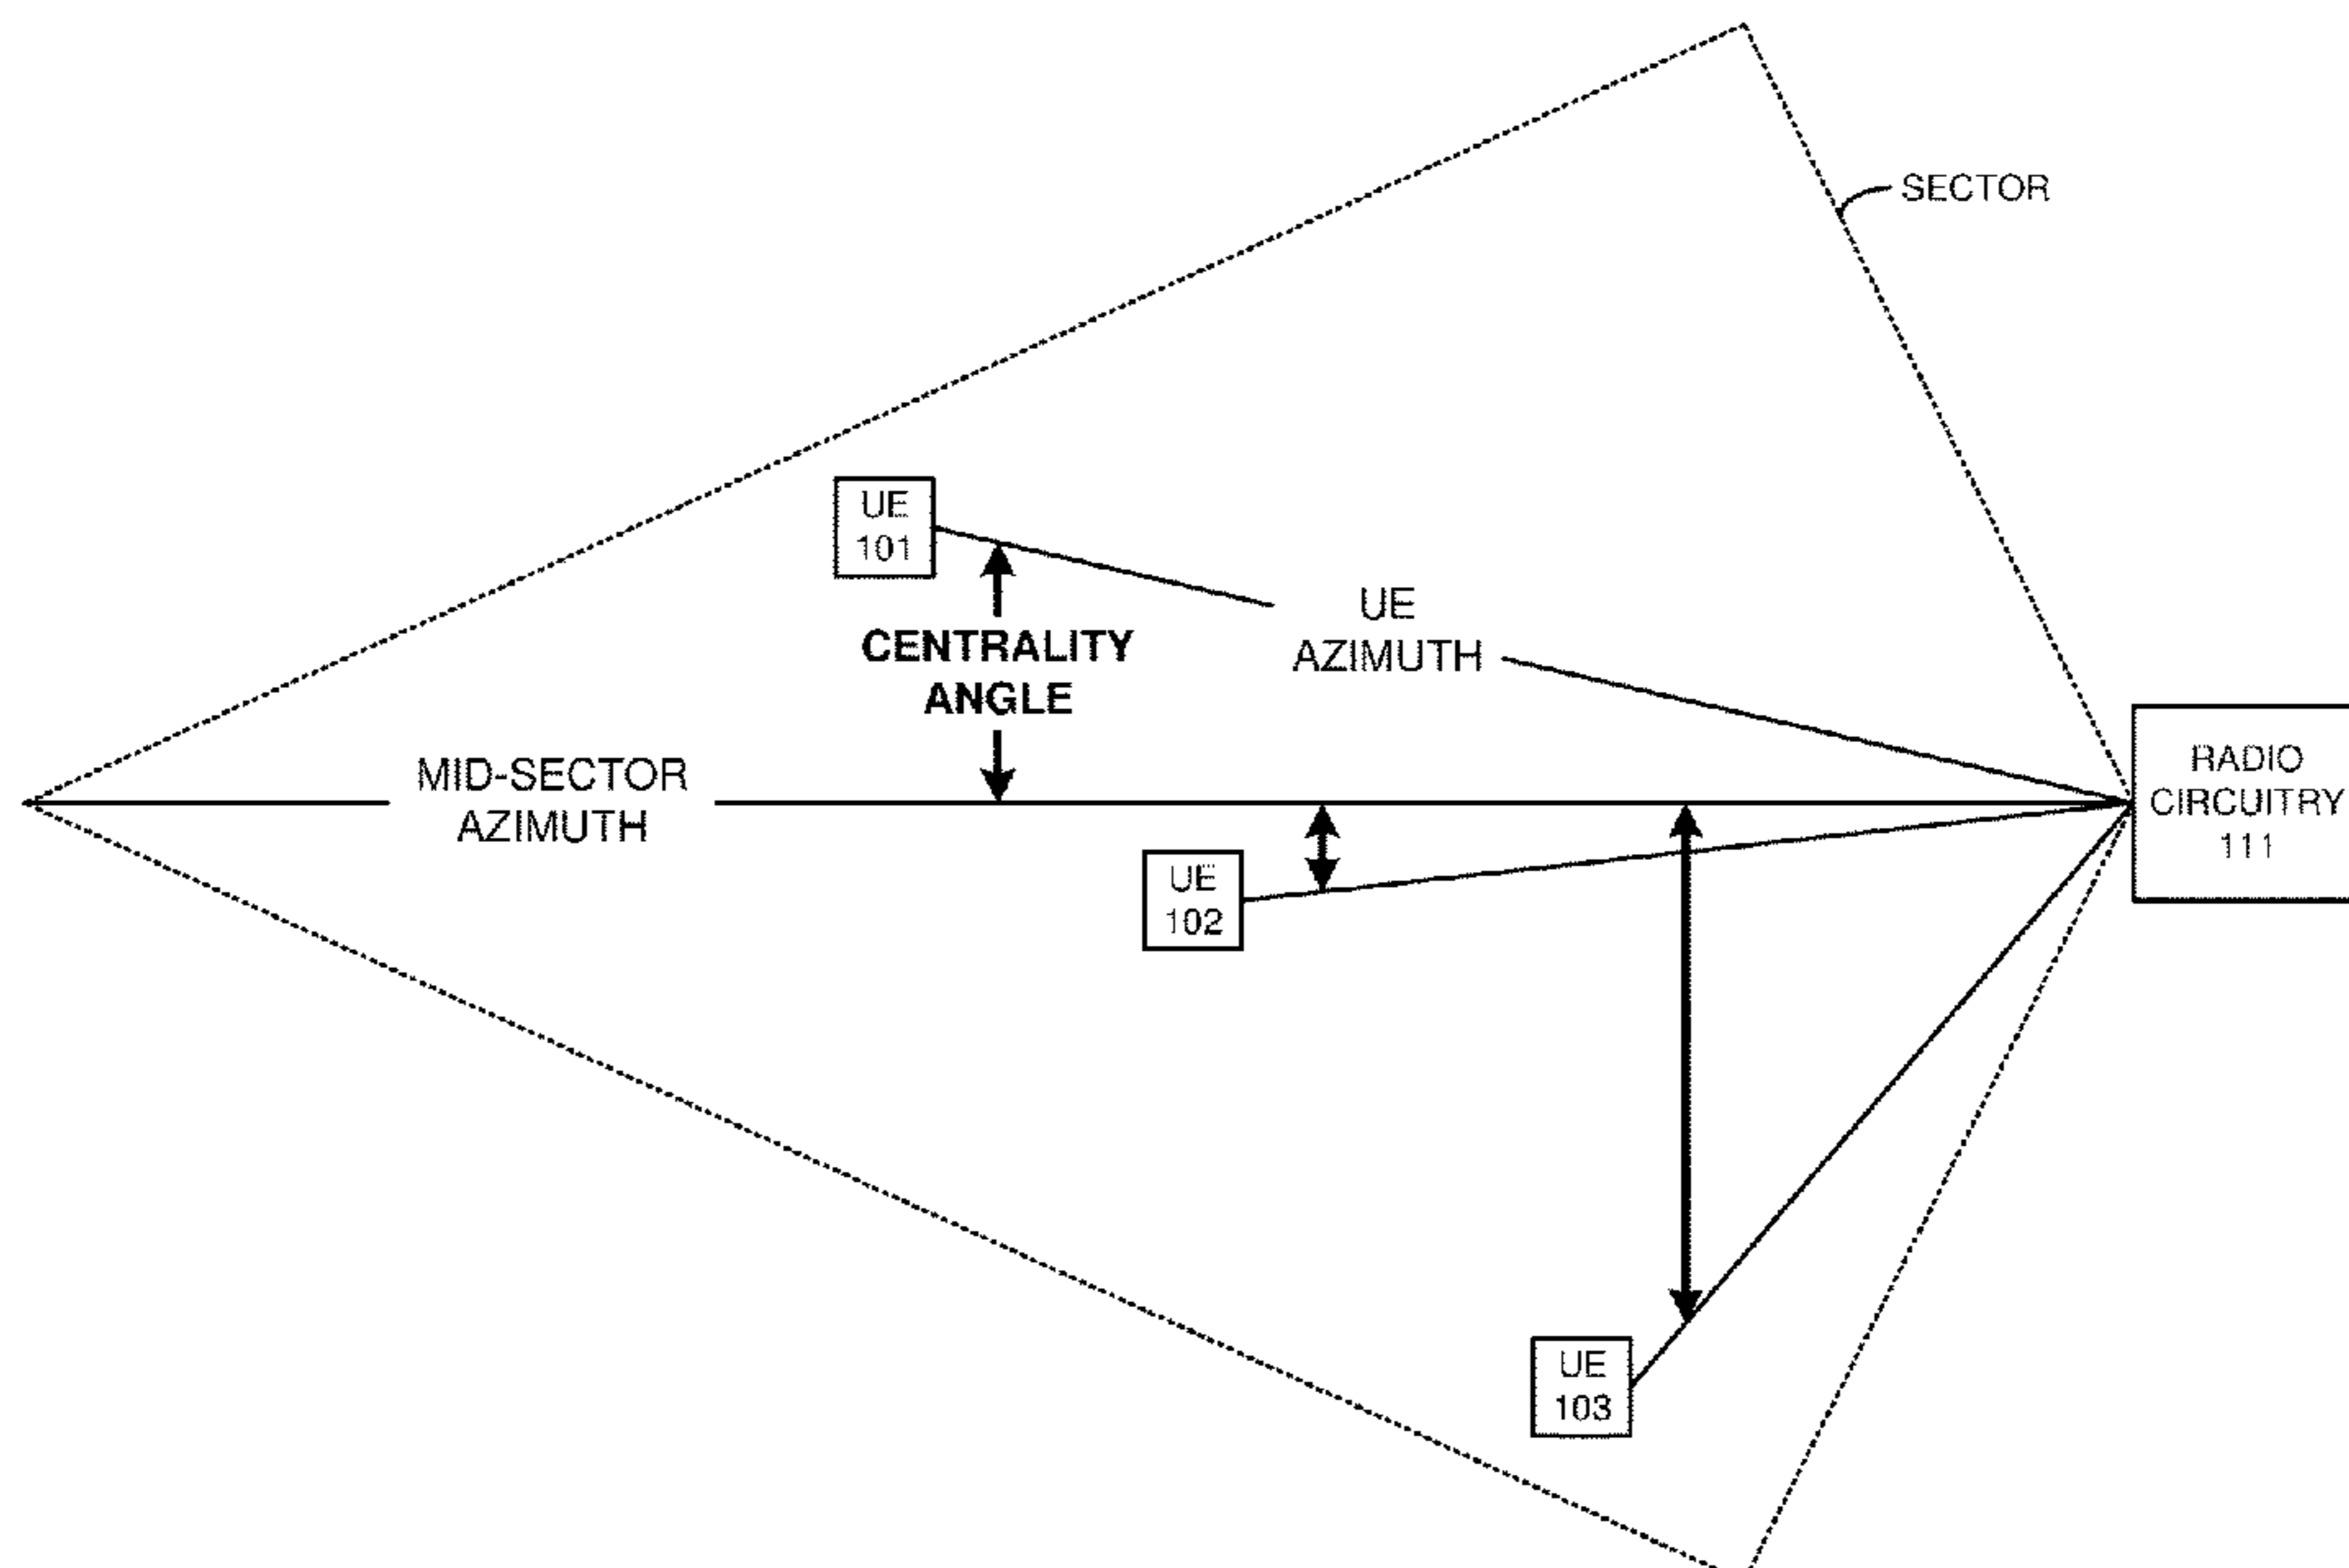 SECTOR
UE
101
UE
AZIMUTH
CENTRALITY
ANGLE
MID-SECTOR
AZIMUTH
RADIO
CIRCUITRY
111
UE
102
UE
103